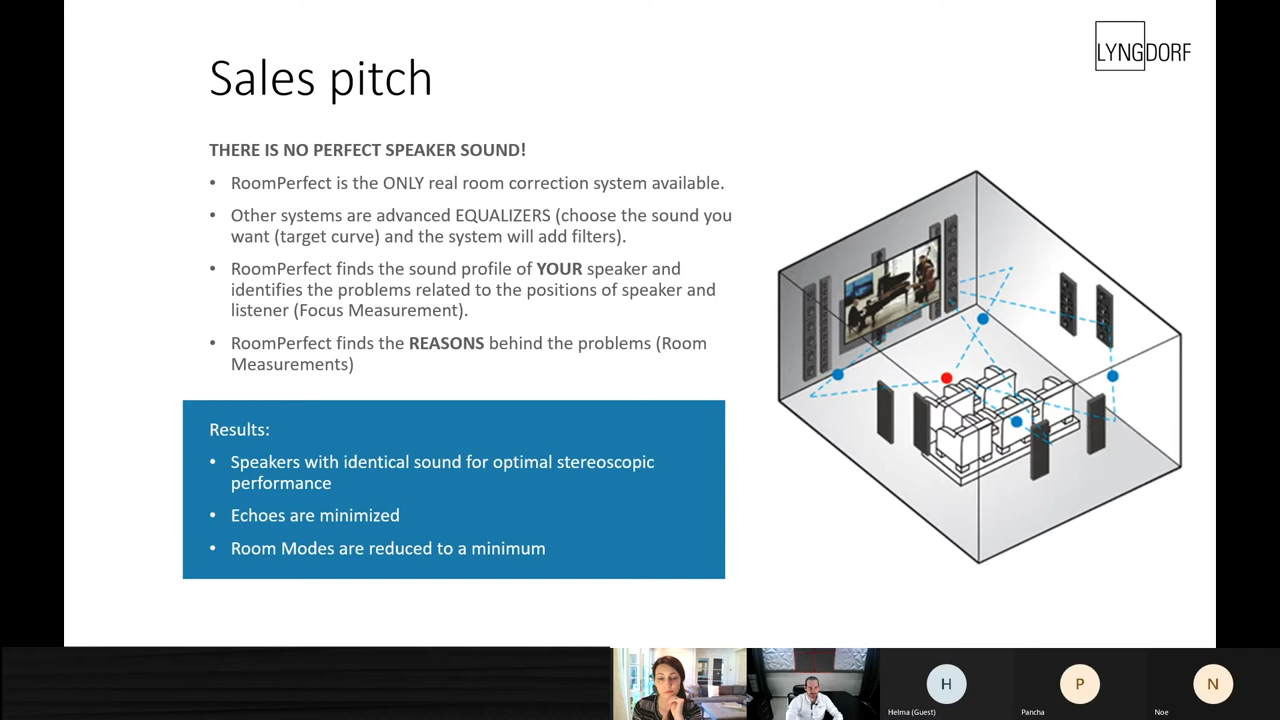 LYNGDORF
Sales pitch
THERE IS NO PERFECT SPEAKER SOUND!
• RoomPerfect is the ONLY real room correction system available.
• Other systems are advanced EQUALIZERS (choose the sound you
want (target curve) and the system will add filters).
• RoomPerfect finds the sound profile of YOUR speaker and
identifies the problems related to the positions of speaker and
listener (Focus Measurement).
• RoomPerfect finds the REASONS behind the problems (Room
Measurements)
Results:
• Speakers with identical sound for optimal stereoscopic
performance
• Echoes are minimized
• Room Modes are reduced to a minimum
H
P
N
Helma (Guest)
Pancha
Noe